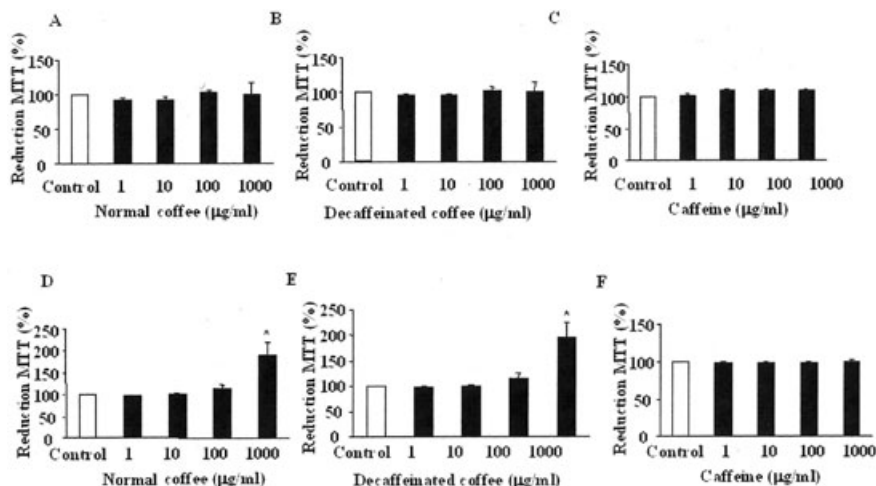 A
Reduction MTT (%)
150
100
50
0
Control 1 10 100 1000
Normal coffee (µg/ml)
B
Reduction MTT (%)
150
100
50
0
Control 1 10 100 1000
Decaffeinated coffee (µg/ml)
C
Reduction MTT (%)
150
100
50
0
Control 1 10 100 1000
Caffeine (µg/ml)
D
Reduction MTT (%)
250
200
150
100
50
0
*
Control 1 10 100 1000
Normal coffee (µg/ml)
E
Reduction MTT (%)
250
200
150
100
50
0
*
Control 1 10 100 1000
Decaffeinated coffee (µg/ml)
F
Reduction MTT (%)
150
100
50
0
Control 1 10 100 1000
Caffeine (µg/ml)